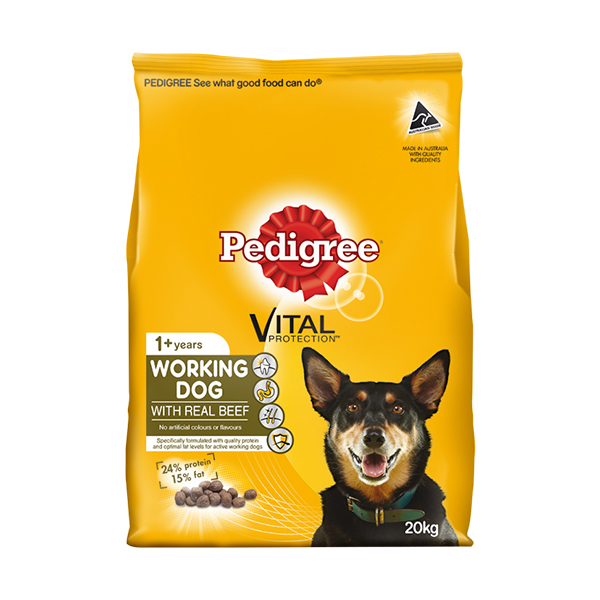 PEDIGREE See what good food can do®
AUSTRALIAN MADE
MADE IN AUSTRALIA
WITH QUALITY
INGREDIENTS
Pedigree®
VITAL
PROTECTION™
1+ years
WORKING
DOG
WITH REAL BEEF
No artificial colours or flavours
Specifically formulated with quality protein
and optimal fat levels for active working dogs
24% protein
15% fat
20kg